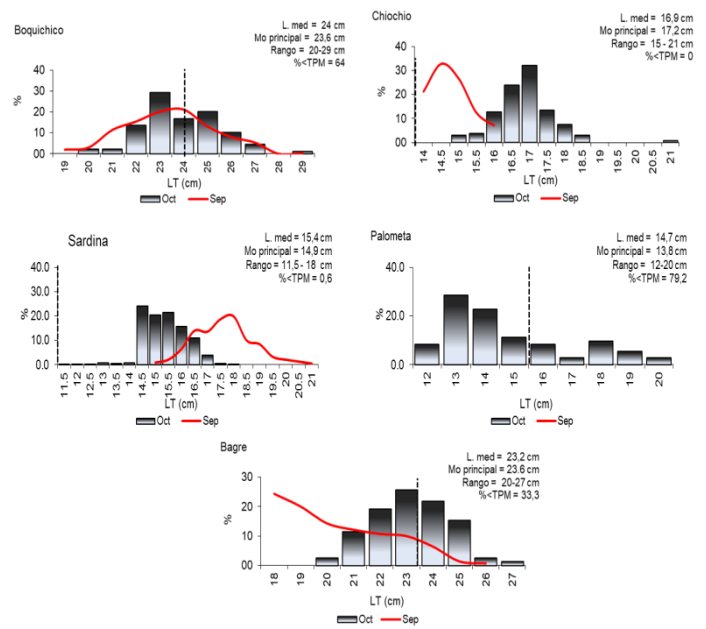 Boquichico
L. med = 24 cm
Mo principal = 23,6 cm
Rango = 20-29 cm
%<TPM = 64
40
30
20
10
00
%
19 20 21 22 23 24 25 26 27 28 29
LT (cm)
Oct Sep
Chiochio
L. med = 16,9 cm
Mo principal = 17,2 cm
Rango = 15 - 21 cm
%<TPM = 0
40
30
20
10
00
%
14 14.5 15 15.5 16 16.5 17 17.5 18 18.5 19 19.5 20 20.5 21
LT (cm)
Oct Sep
Sardina
L. med = 15,4 cm
Mo principal = 14,9 cm
Rango = 11,5 - 18 cm
%<TPM = 0,6
40.0
30.0
20.0
10.0
0.0
%
11.5 12 12.5 13 13.5 14 14.5 15 15.5 16 16.5 17 17.5 18 18.5 19 19.5 20 20.5 21
LT (cm)
Oct Sep
Palometa
L. med = 14,7 cm
Mo principal = 13,8 cm
Rango = 12-20 cm
%<TPM = 79,2
40.0
20.0
0.0
%
12 13 14 15 16 17 18 19 20
LT (cm)
Oct Sep
Bagre
L. med = 23,2 cm
Mo principal = 23.6 cm
Rango = 20-27 cm
%<TPM = 33,3
30
20
10
00
%
18 19 20 21 22 23 24 25 26 27
LT (cm)
Oct Sep